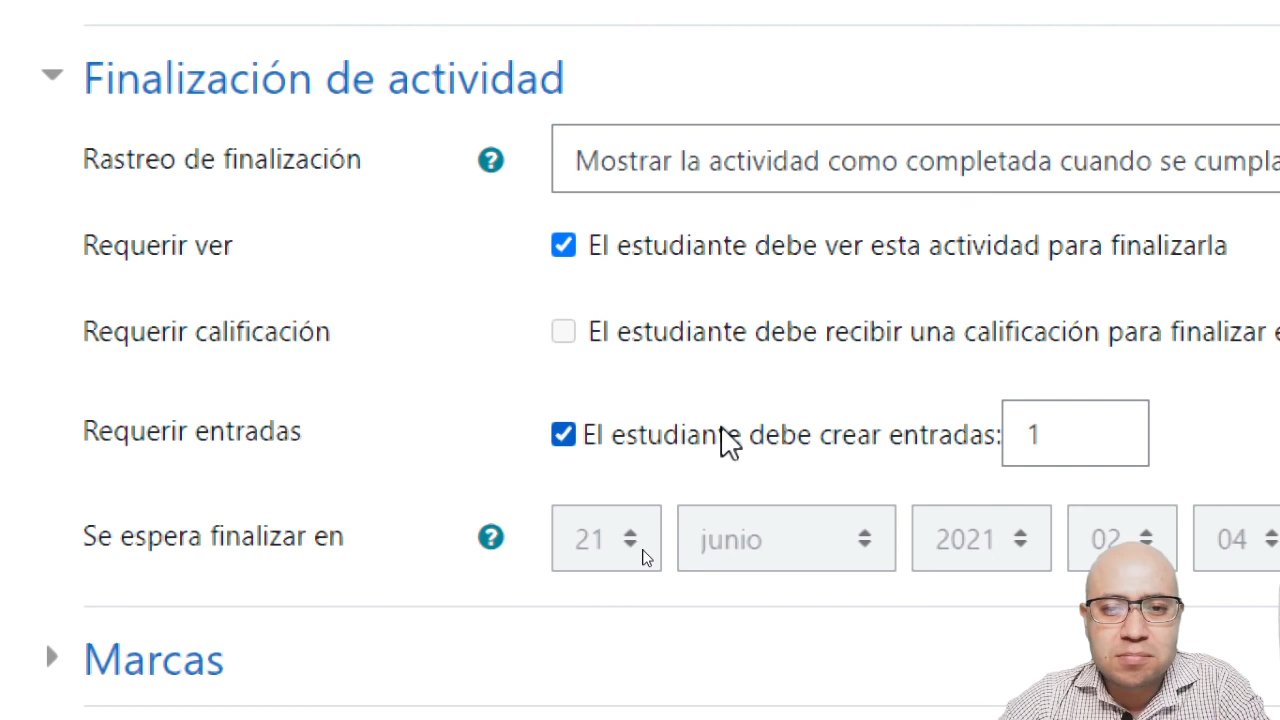 Finalización de actividad
Rastreo de finalización ? Mostrar la actividad como completada cuando se cumpla
Requerir ver El estudiante debe ver esta actividad para finalizarla
Requerir calificación El estudiante debe recibir una calificación para finalizar e
Requerir entradas El estudiante debe crear entradas: 1
Se espera finalizar en ? 21 junio 2021 02 04
Marcas